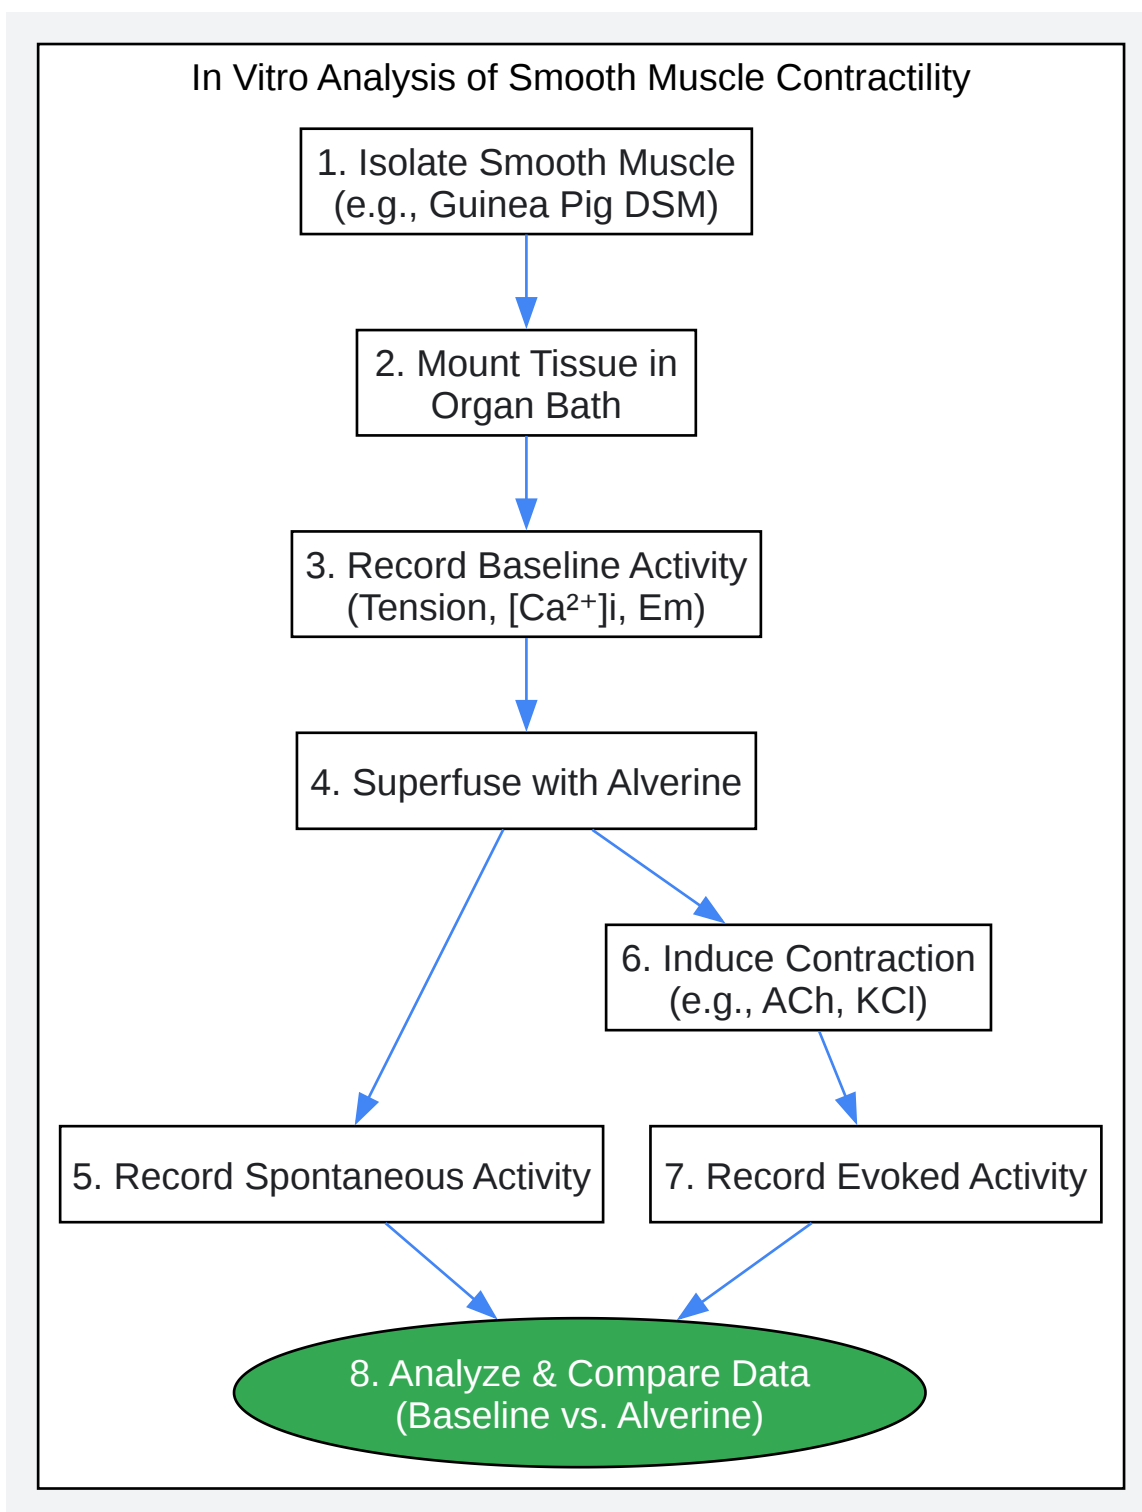 In Vitro Analysis of Smooth Muscle Contractility
1. Isolate Smooth Muscle
(e.g., Guinea Pig DSM)
2. Mount Tissue in
Organ Bath
3. Record Baseline Activity
(Tension, [Ca²⁺]i, Em)
4. Superfuse with Alverine
6. Induce Contraction
(e.g., ACh, KCl)
5. Record Spontaneous Activity
7. Record Evoked Activity
8. Analyze & Compare Data
(Baseline vs. Alverine)